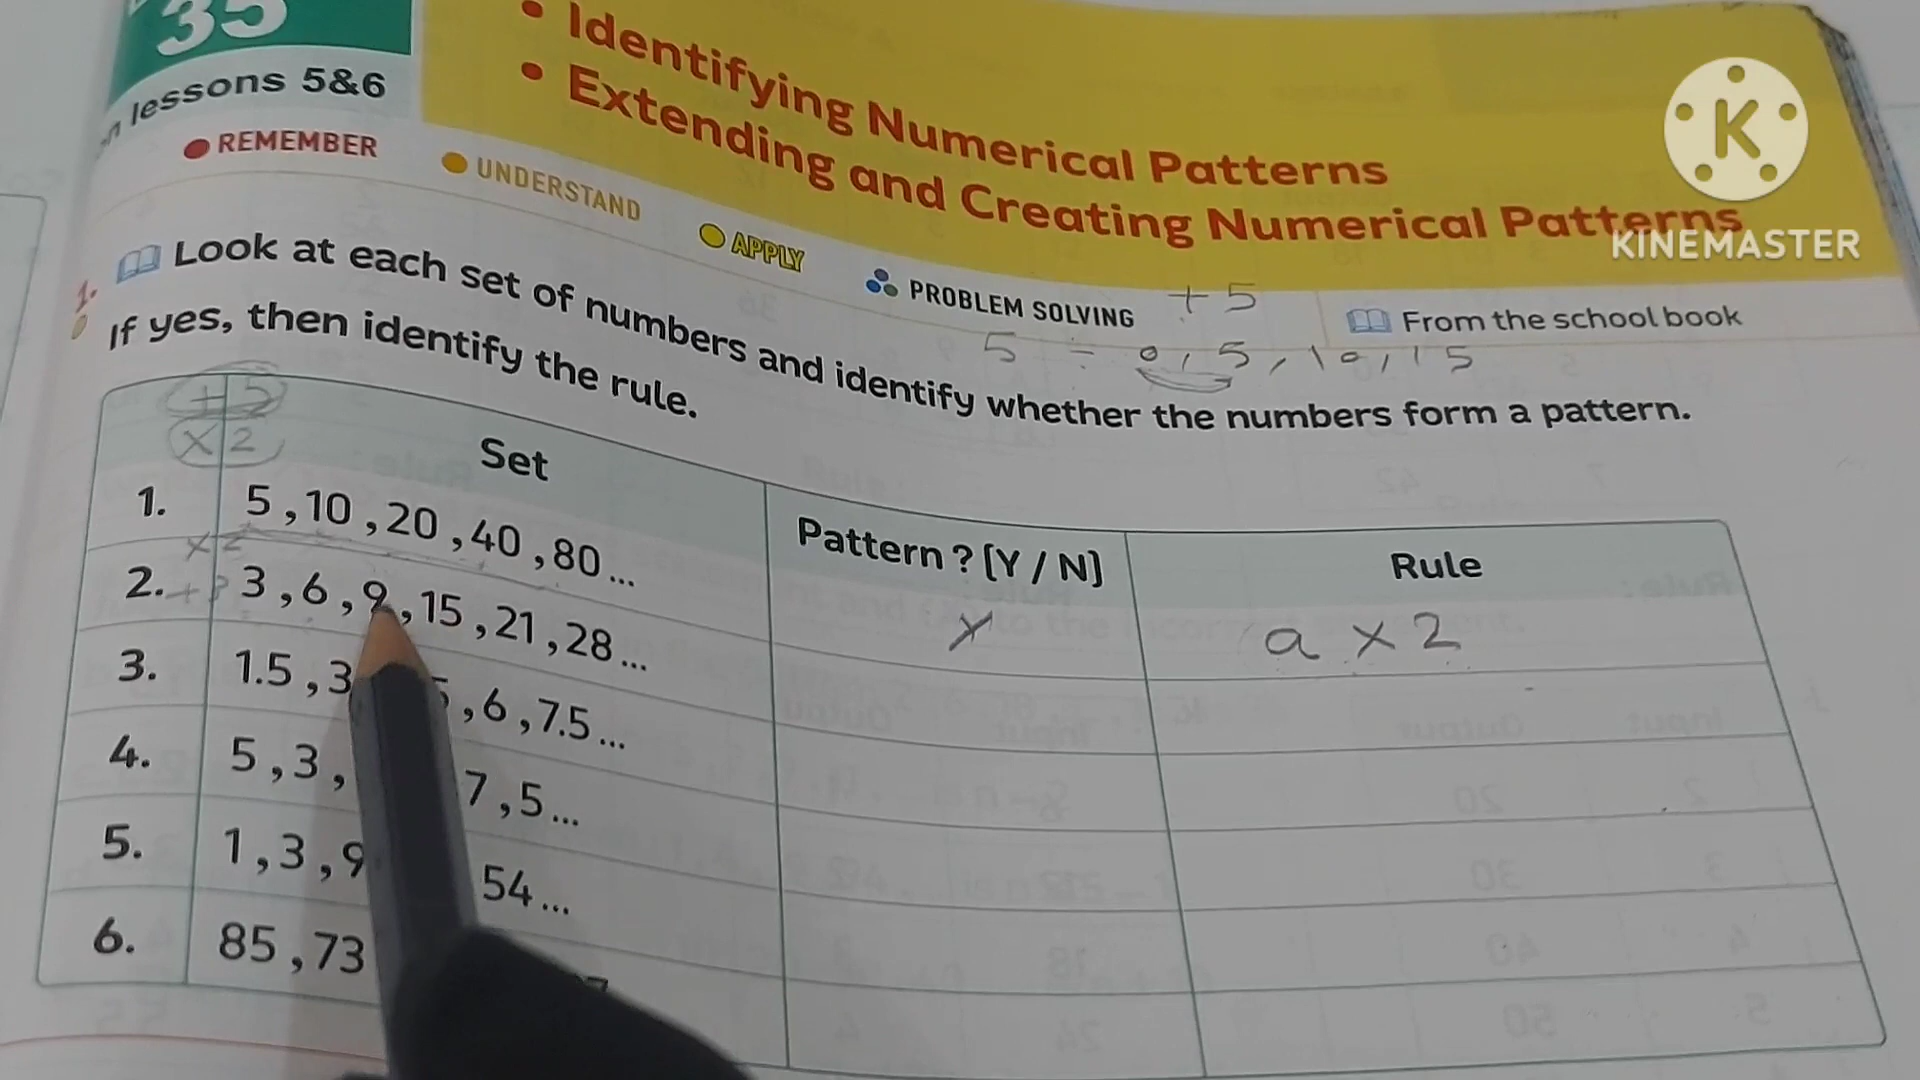 35
lessons 5&6
• Identifying Numerical Patterns
• Extending and Creating Numerical Patterns
K
KINEMASTER
REMEMBER
UNDERSTAND
APPLY
PROBLEM SOLVING
From the school book
+5
5 ÷ 0, 5, 10, 15
1. Look at each set of numbers and identify whether the numbers form a pattern.
If yes, then identify the rule.
+5
×2
Set
Pattern ? (Y / N)
Rule
1. 5 , 10 , 20 , 40 , 80 ...
Y
a × 2
×2
2. +3 3 , 6 , 9 , 15 , 21 , 28 ...
3. 1.5 , 3 , 6 , 7.5 ...
4. 5 , 3 , 7 , 5 ...
5. 1 , 3 , 9 54 ...
6. 85 , 73